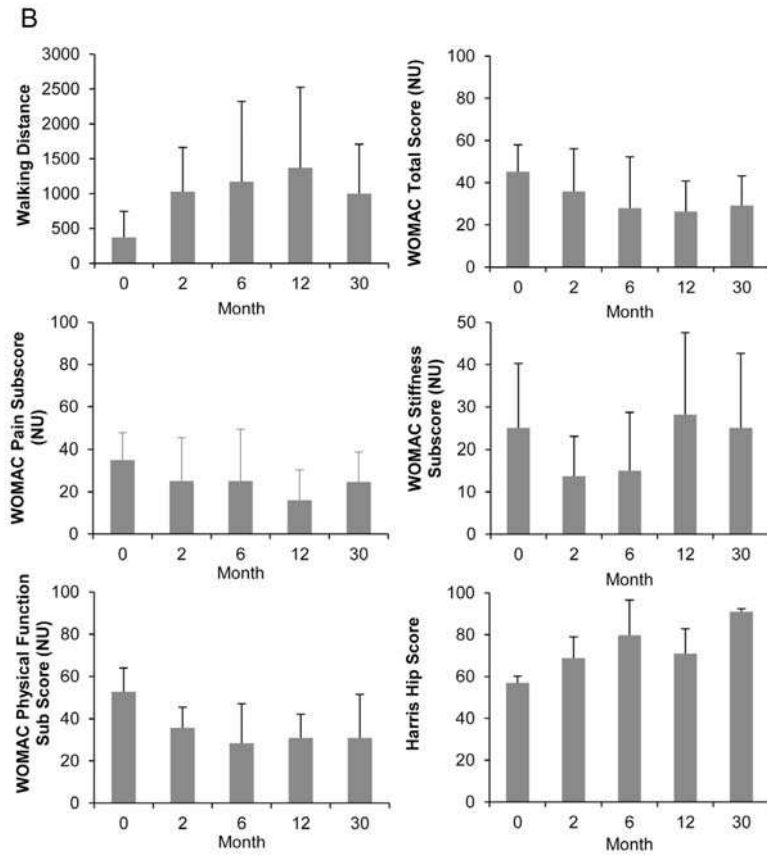 B
Walking Distance
3000
2500
2000
1500
1000
500
0
0 2 6 12 30
Month
WOMAC Total Score (NU)
100
80
60
40
20
0
0 2 6 12 30
Month
WOMAC Pain Subscore
(NU)
100
80
60
40
20
0
0 2 6 12 30
Month
WOMAC Stiffness
Subscore (NU)
50
40
30
20
10
0
0 2 6 12 30
Month
WOMAC Physical Function
Sub Score (NU)
100
80
60
40
20
0
0 2 6 12 30
Month
Harris Hip Score
100
80
60
40
20
0
0 2 6 12 30
Month